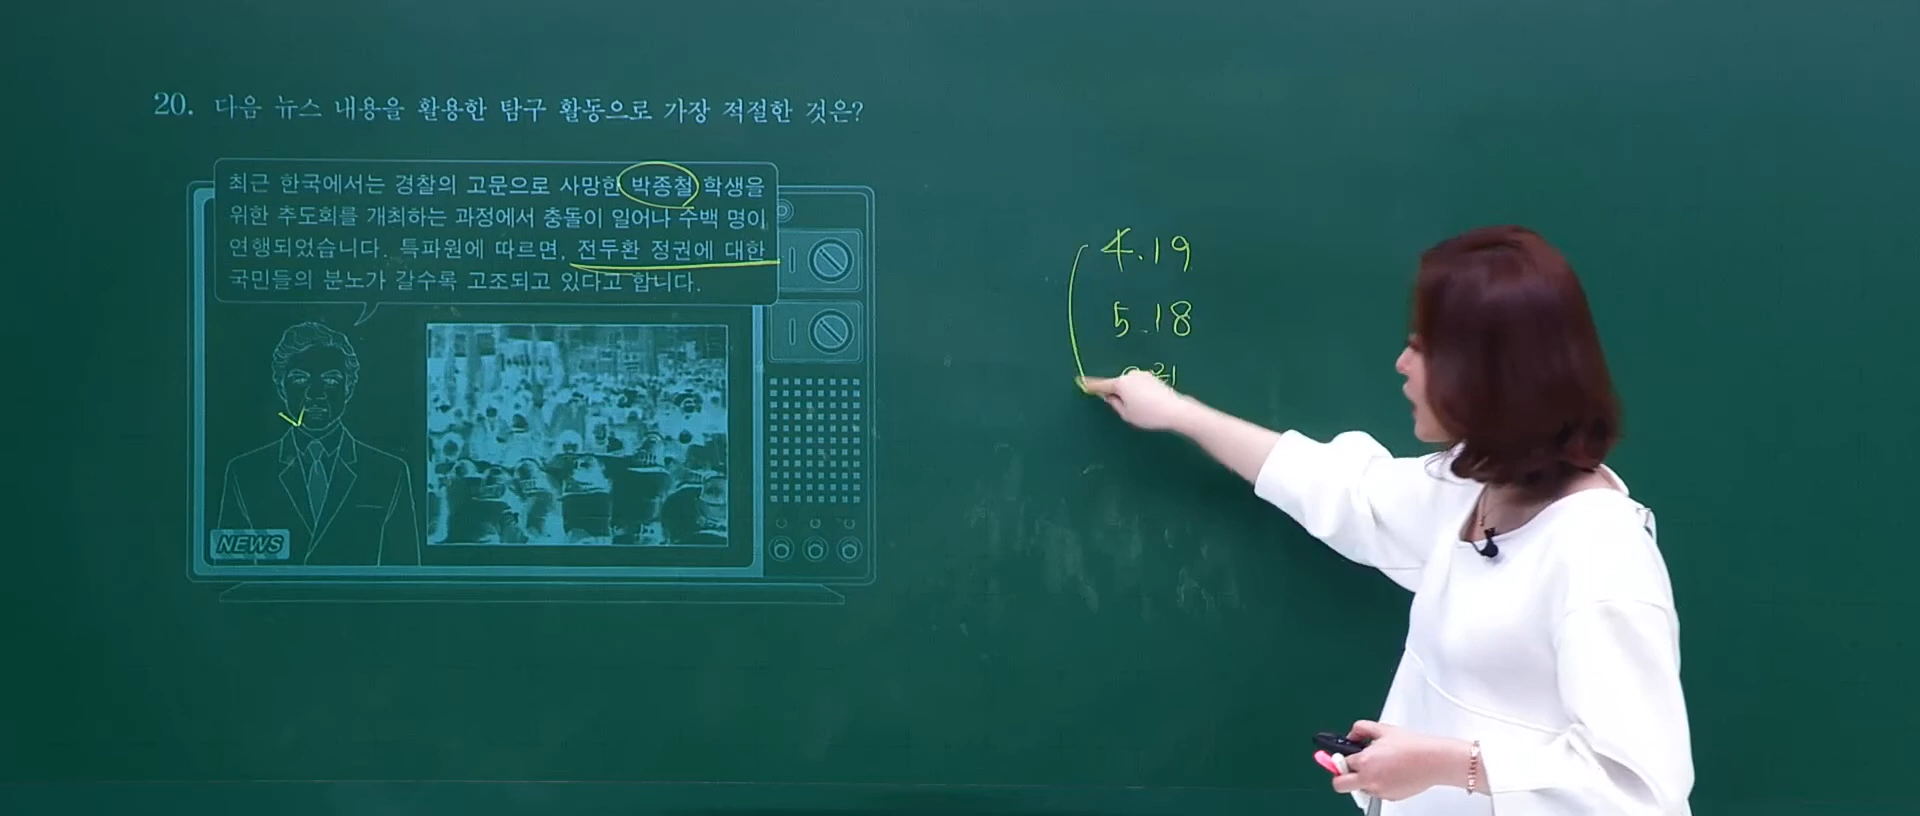 20. 다음 뉴스 내용을 활용한 탐구 활동으로 가장 적절한 것은?
최근 한국에서는 경찰의 고문으로 사망한 박종철 학생을
위한 추도회를 개최하는 과정에서 충돌이 일어나 수백 명이
연행되었습니다. 특파원에 따르면, 전두환 정권에 대한
국민들의 분노가 갈수록 고조되고 있다고 합니다.
NEWS
4.19
5.18